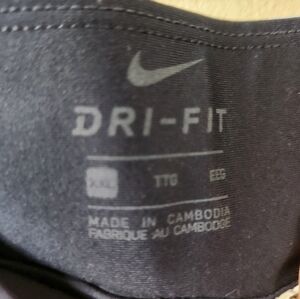 DRI-FIT
XXL TTG EEG
MADE IN CAMBODIA
FABRIQUE AU CAMBODGE